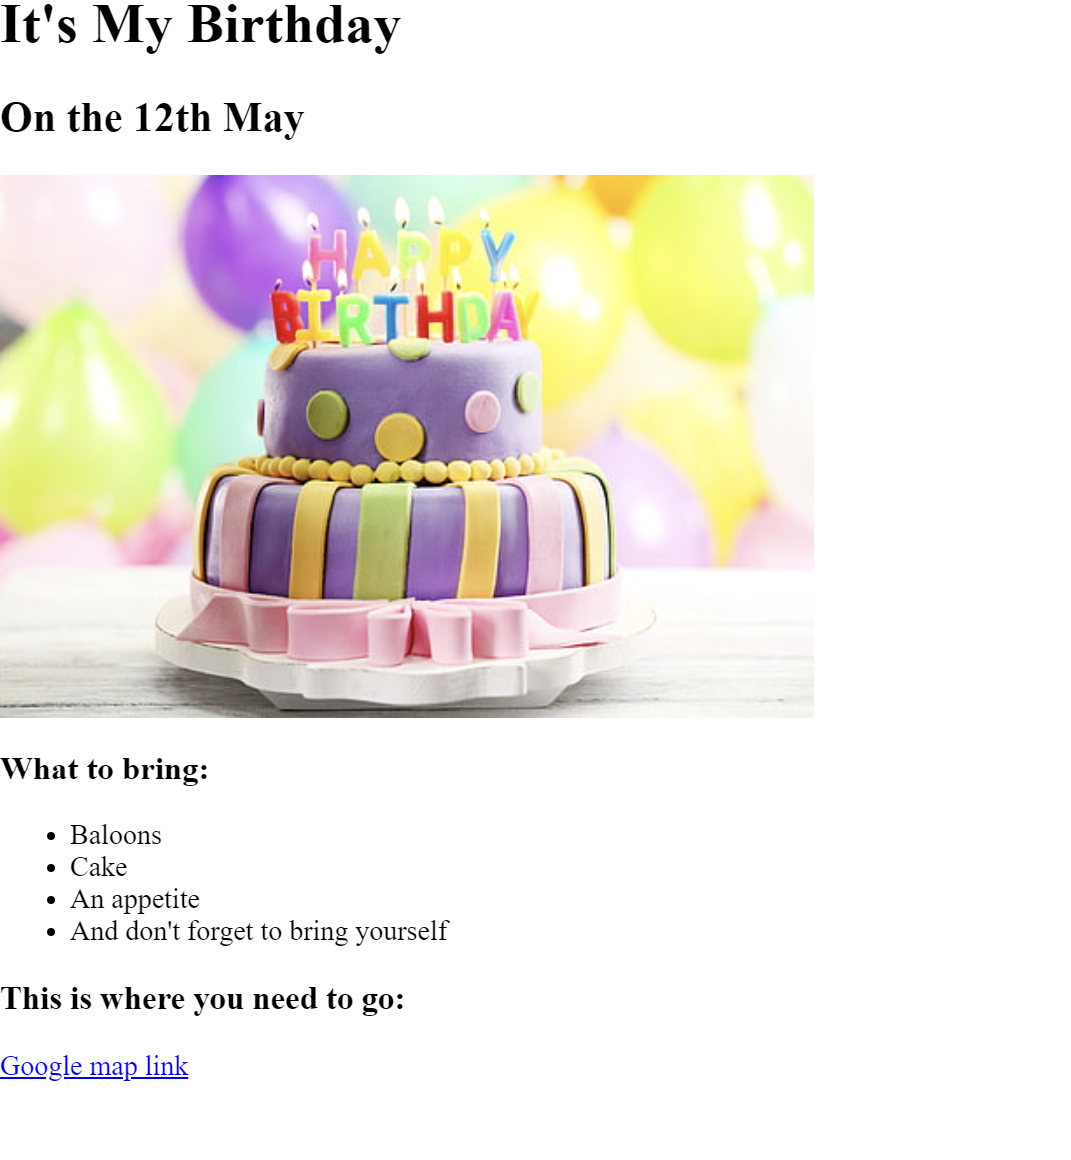 It's My Birthday
On the 12th May
HAPPY
BIRTHDAY
What to bring:
Baloons
Cake
An appetite
And don't forget to bring yourself
This is where you need to go:
Google map link